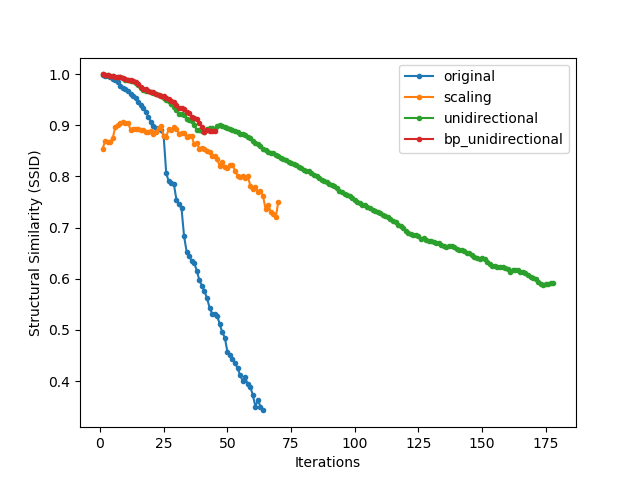 1.0
0.9
0.8
0.7
0.6
0.5
0.4
Structural Similarity (SSID)
original
scaling
unidirectional
bp_unidirectional
0 25 50 75 100 125 150 175
Iterations